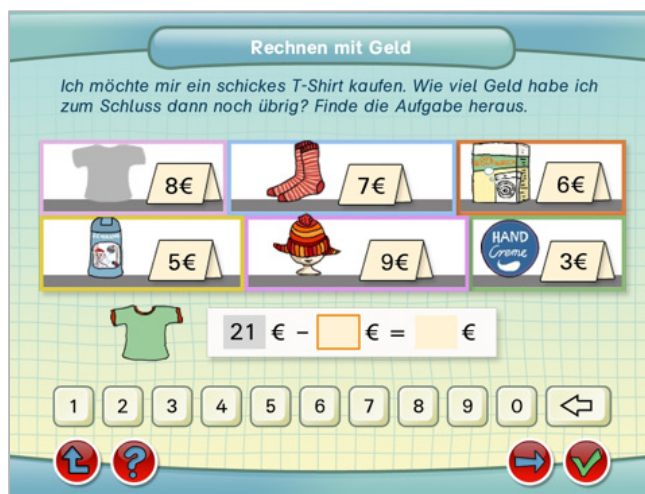 Rechnen mit Geld
Ich möchte mir ein schickes T-Shirt kaufen. Wie viel Geld habe ich
zum Schluss dann noch übrig? Finde die Aufgabe heraus.
8€
7€
6€
5€
9€
HAND
Creme
3€
21 € − € = €
1 2 3 4 5 6 7 8 9 0
?